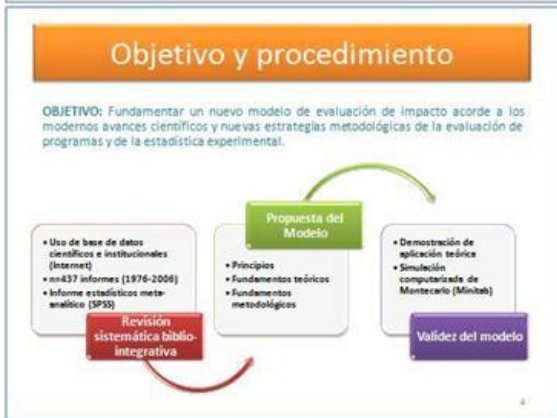 Objetivo y procedimiento
OBJETIVO: Fundamentar un nuevo modelo de evaluación de impacto acorde a los
modernos avances científicos y nuevas estrategias metodológicas de la evaluación de
programas y de la estadística experimental.
• Uso de base de datos
científicos e institucionales
(Internet)
• nn437 informes (1976-2006)
• Informe estadísticos meta-
analítico (SPSS)
Revisión
sistemática biblio-
integrativa
Propuesta del
Modelo
• Principios
• Fundamentos teóricos
• Fundamentos
metodológicos
• Demostración de
aplicación teórica
• Simulación
computarizada de
Montecarlo (Minitab)
Validez del modelo
4